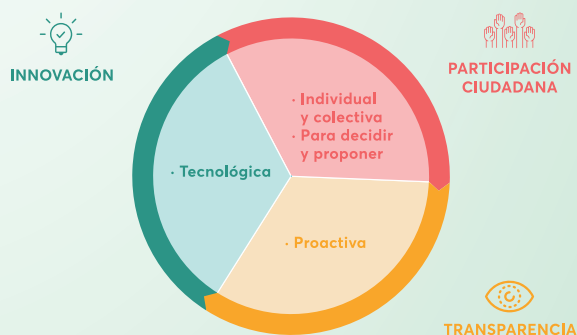 INNOVACIÓN
PARTICIPACIÓN
CIUDADANA
· Individual
y colectiva
· Para decidir
y proponer
· Tecnológica
· Proactiva
TRANSPARENCIA